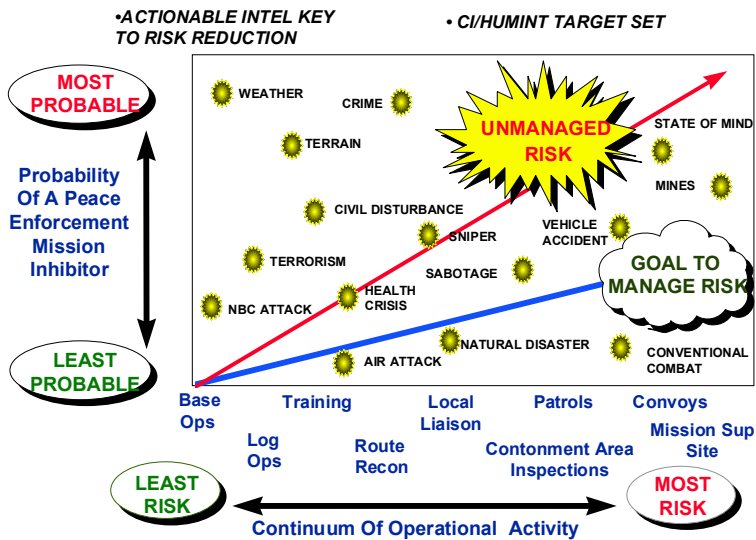 •ACTIONABLE INTEL KEY
TO RISK REDUCTION
• CI/HUMINT TARGET SET
MOST
PROBABLE
Probability
Of A Peace
Enforcement
Mission
Inhibitor
LEAST
PROBABLE
WEATHER
CRIME
UNMANAGED
RISK
STATE OF MIND
TERRAIN
MINES
CIVIL DISTURBANCE
VEHICLE
ACCIDENT
SNIPER
TERRORISM
SABOTAGE
GOAL TO
MANAGE RISK
HEALTH
CRISIS
NBC ATTACK
NATURAL DISASTER
CONVENTIONAL
COMBAT
AIR ATTACK
Base
Ops
Training
Local
Liaison
Patrols
Convoys
Log
Ops
Route
Recon
Contonment Area
Inspections
Mission Sup
Site
LEAST
RISK
MOST
RISK
Continuum Of Operational Activity